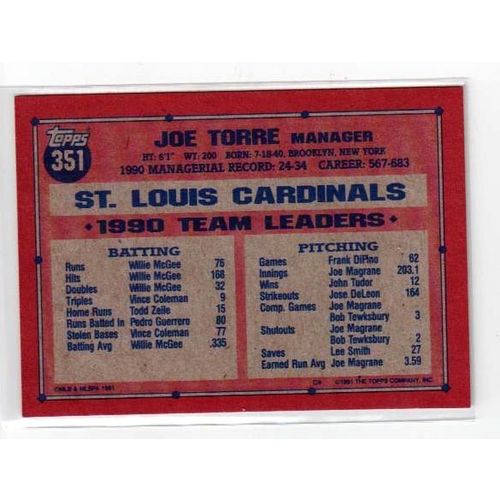 Topps
351
JOE TORRE MANAGER
HT: 6'1" WT: 200 BORN: 7-18-40, BROOKLYN, NEW YORK
1990 MANAGERIAL RECORD: 24-34 CAREER: 567-683
ST. LOUIS CARDINALS
• 1990 TEAM LEADERS •
BATTING
Runs Willie McGee 76
Hits Willie McGee 168
Doubles Willie McGee 32
Triples Vince Coleman 9
Home Runs Todd Zeile 15
Runs Batted In Pedro Guerrero 80
Stolen Bases Vince Coleman 77
Batting Avg Willie McGee .335
PITCHING
Games Frank DiPino 62
Innings Joe Magrane 203.1
Wins John Tudor 12
Strikeouts Jose DeLeon 164
Comp. Games Joe Magrane
Bob Tewksbury 3
Shutouts Joe Magrane
Bob Tewksbury 2
Saves Lee Smith 27
Earned Run Avg Joe Magrane 3.59
©MLB & MLBPA 1991
©1991 THE TOPPS COMPANY, INC.